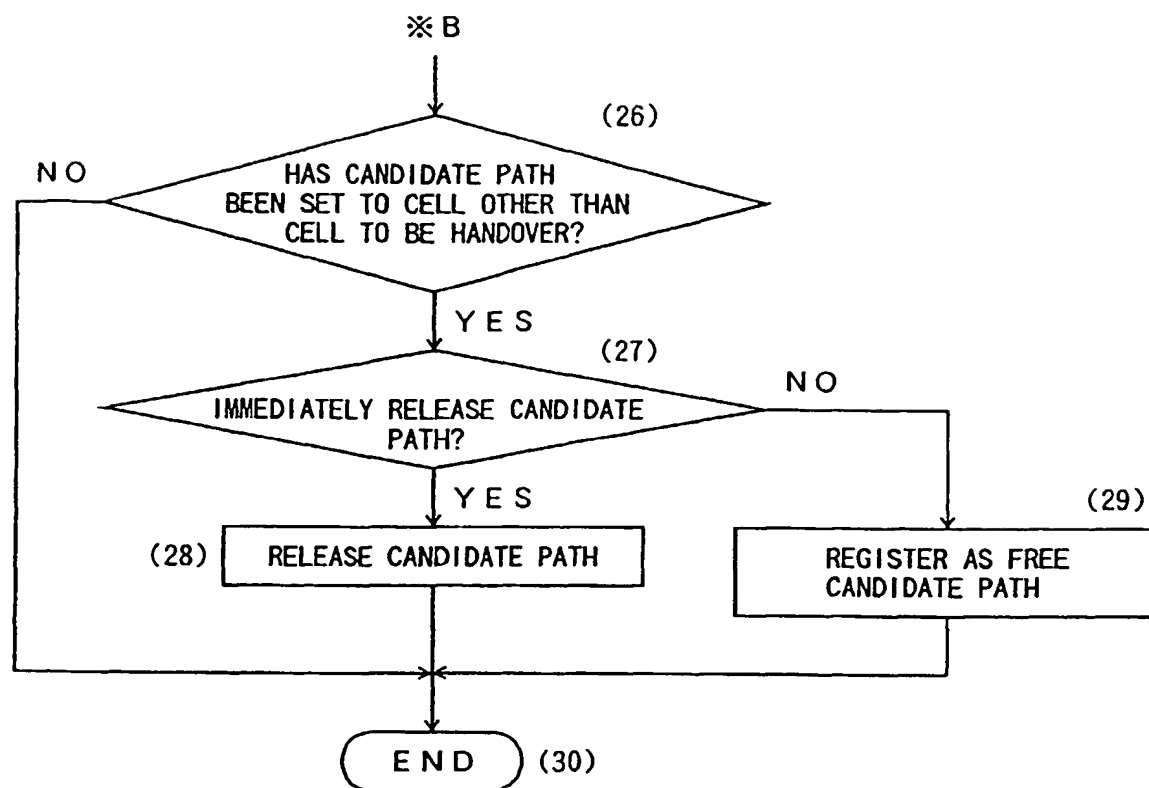 ※B
(26)
NO
HAS CANDIDATE PATH
BEEN SET TO CELL OTHER THAN
CELL TO BE HANDOVER?
YES
(27)
NO
IMMEDIATELY RELEASE CANDIDATE
PATH?
YES
(29)
(28)
RELEASE CANDIDATE PATH
REGISTER AS FREE
CANDIDATE PATH
END
(30)